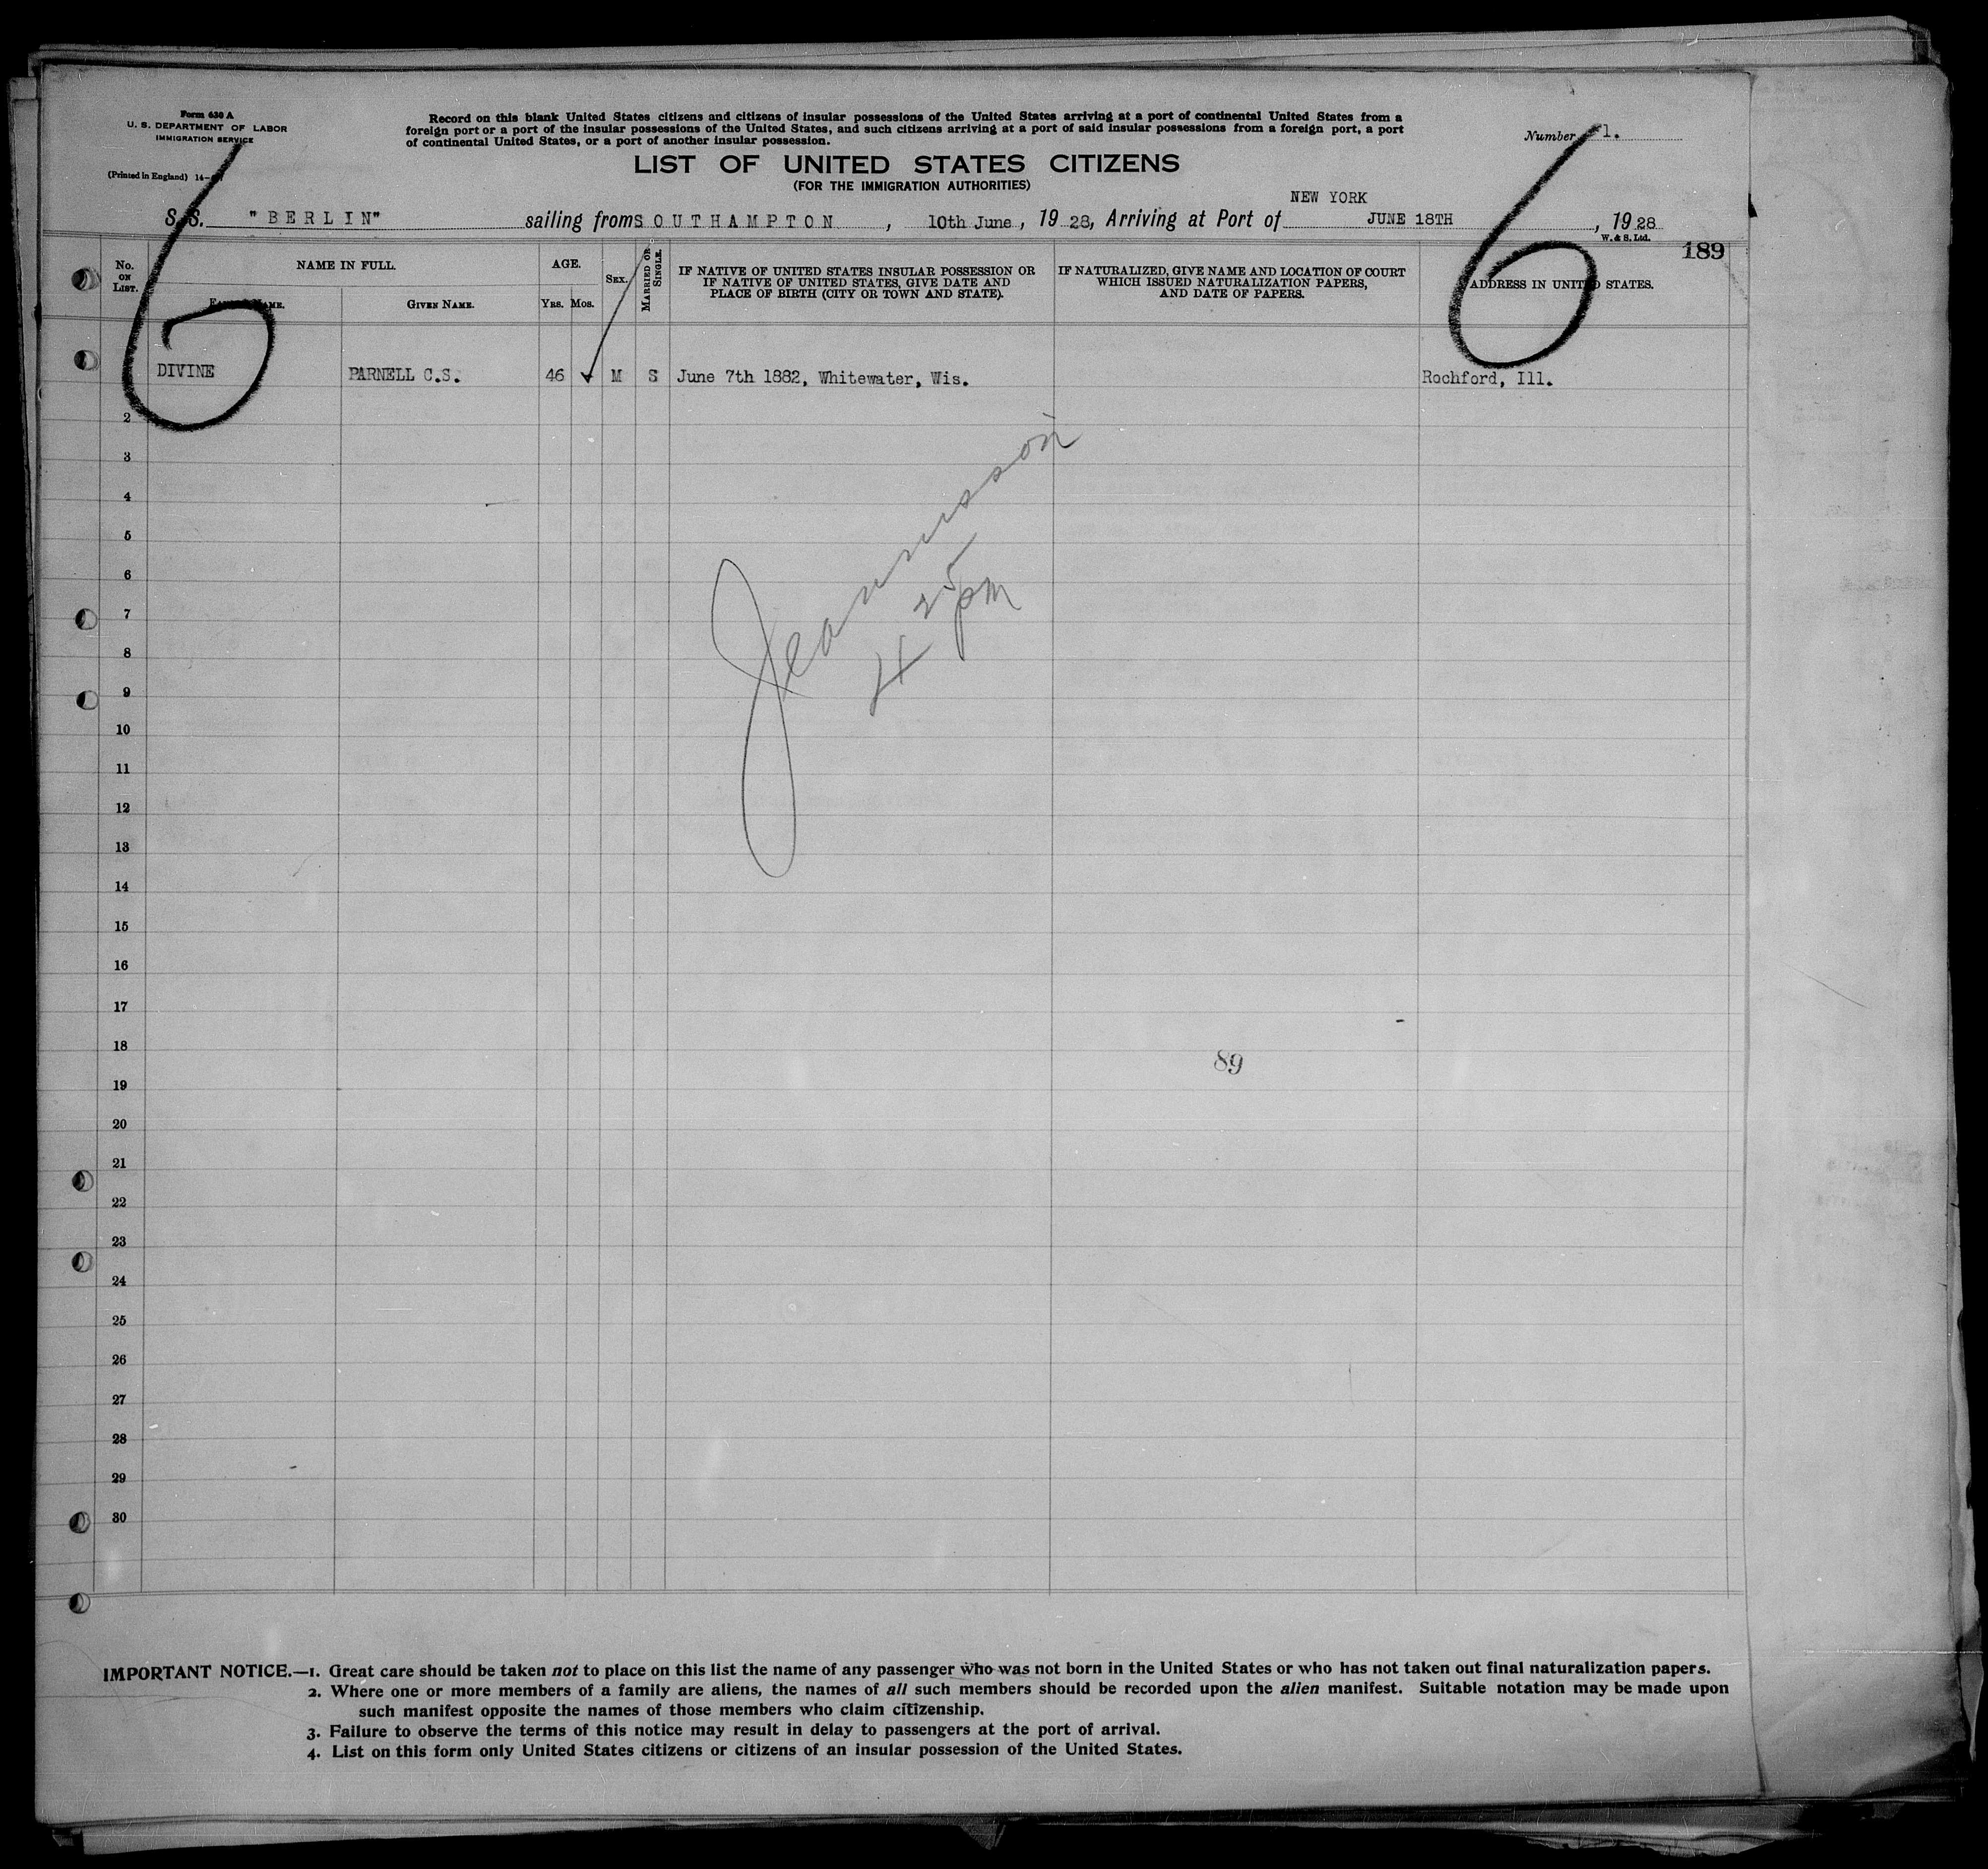 Form 630 A
U. S. DEPARTMENT OF LABOR
IMMIGRATION SERVICE
(Printed in England) 14-
Record on this blank United States citizens and citizens of insular possessions of the United States arriving at a port of continental United States from a
foreign port or a port of the insular possessions of the United States, and such citizens arriving at a port of said insular possessions from a foreign port, a port
of continental United States, or a port of another insular possession.
Number 1.
LIST OF UNITED STATES CITIZENS
(FOR THE IMMIGRATION AUTHORITIES)
6 6
NEW YORK
S.S. "BERLIN" sailing from SOUTHAMPTON, 10th June, 1928, Arriving at Port of JUNE 18TH, 1928
W. & S. Ltd.
189
No. ON LIST.
NAME IN FULL.
FAMILY NAME. GIVEN NAME.
AGE.
YRS. MOS.
SEX.
MARRIED OR SINGLE.
IF NATIVE OF UNITED STATES INSULAR POSSESSION OR
IF NATIVE OF UNITED STATES, GIVE DATE AND
PLACE OF BIRTH (CITY OR TOWN AND STATE).
IF NATURALIZED, GIVE NAME AND LOCATION OF COURT
WHICH ISSUED NATURALIZATION PAPERS,
AND DATE OF PAPERS.
ADDRESS IN UNITED STATES.
DIVINE PARNELL C.S. 46 ✓ M S June 7th 1882, Whitewater, Wis. Rochford, Ill.
2
3
4
5
6
7
8
9
10
11
12
13
14
15
16
17
18
19
20
21
22
23
24
25
26
27
28
29
30
4 25 pm
89
IMPORTANT NOTICE.—1. Great care should be taken not to place on this list the name of any passenger who was not born in the United States or who has not taken out final naturalization papers.
2. Where one or more members of a family are aliens, the names of all such members should be recorded upon the alien manifest. Suitable notation may be made upon
such manifest opposite the names of those members who claim citizenship.
3. Failure to observe the terms of this notice may result in delay to passengers at the port of arrival.
4. List on this form only United States citizens or citizens of an insular possession of the United States.